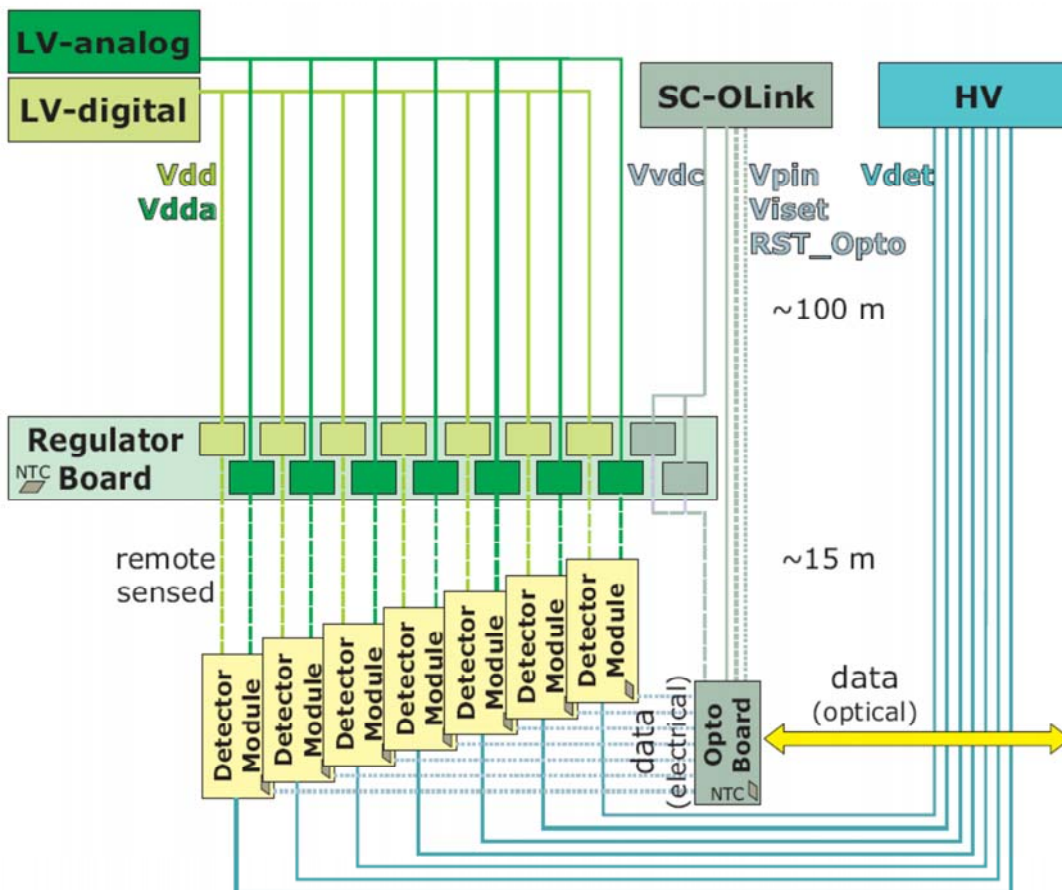 LV-analog
LV-digital
SC-OLink
HV
Vdd
Vdda
Vvdc
Vpin
Viset
RST_Opto
Vdet
~100 m
Regulator
Board
NTC
remote
sensed
~15 m
Detector
Module
Detector
Module
Detector
Module
Detector
Module
Detector
Module
Detector
Module
Detector
Module
data
(electrical)
Opto
Board
NTC
data
(optical)